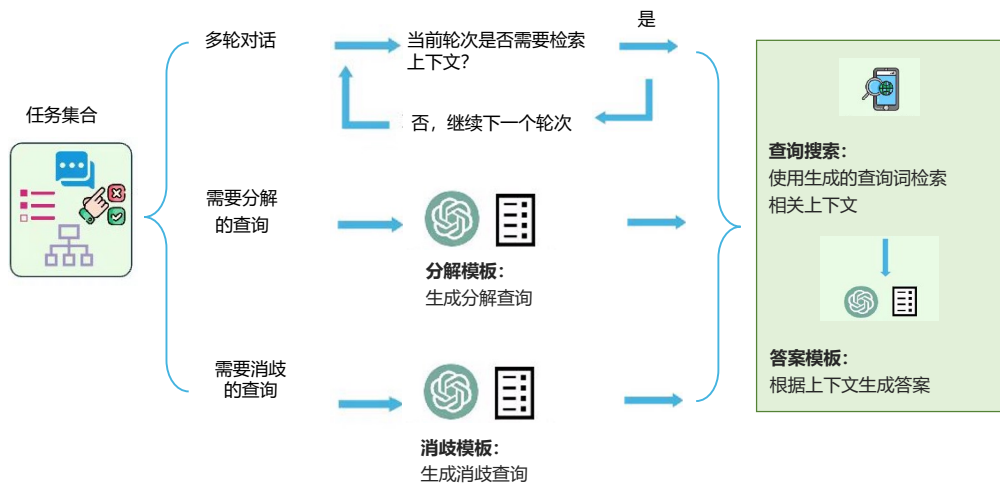 任务集合
多轮对话
当前轮次是否需要检索
上下文?
是
否，继续下一个轮次
需要分解
的查询
分解模板：
生成分解查询
需要消歧
的查询
消歧模板：
生成消歧查询
查询搜索：
使用生成的查询词检索
相关上下文
答案模板：
根据上下文生成答案